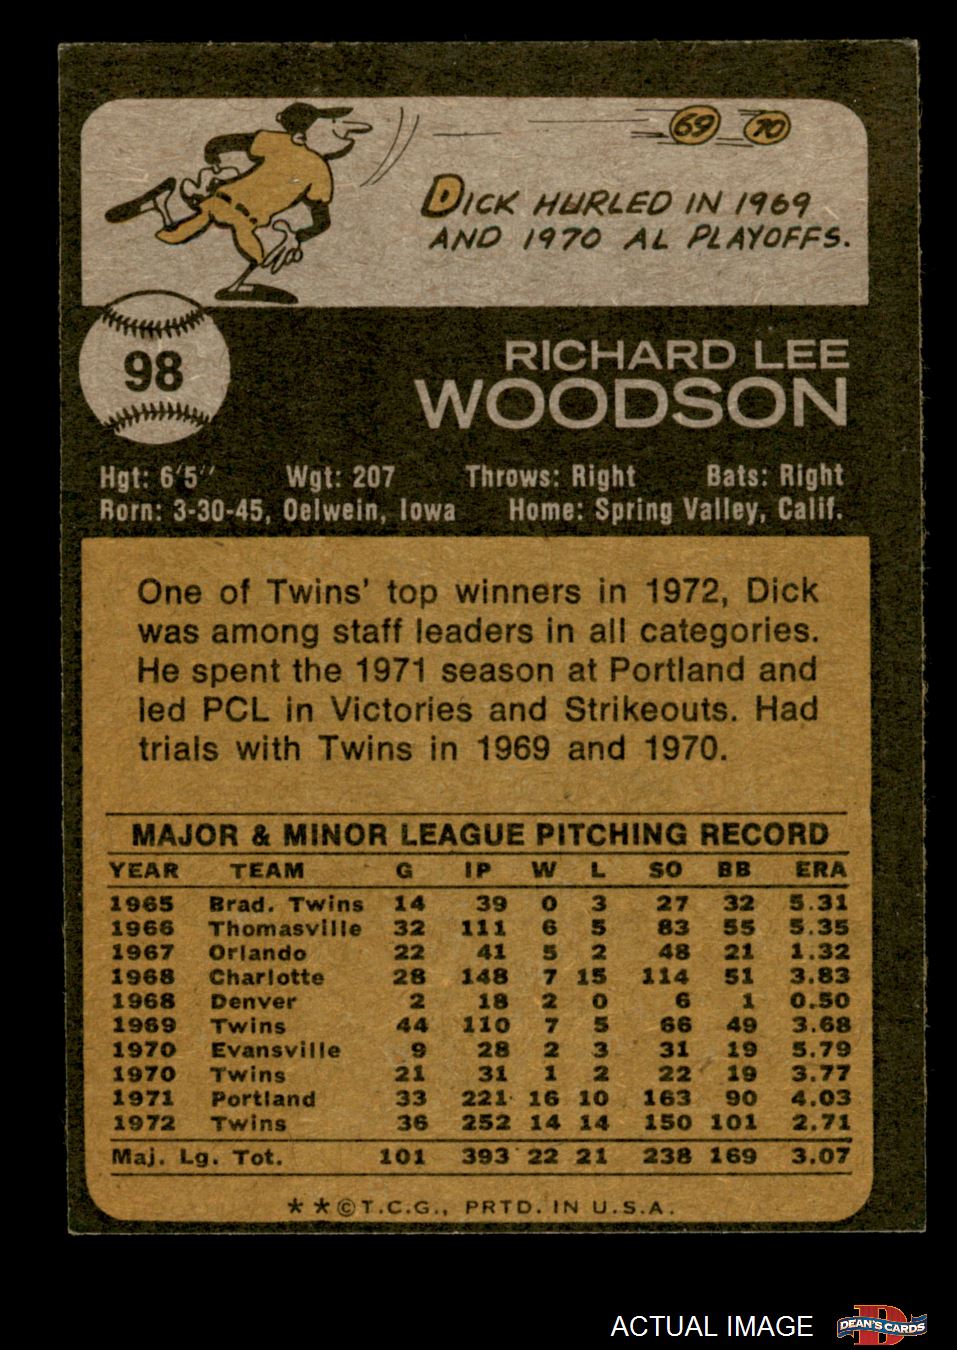 69 70
DICK HURLED IN 1969
AND 1970 AL PLAYOFFS.
98
RICHARD LEE
WOODSON
Hgt: 6'5" Wgt: 207 Throws: Right Bats: Right
Born: 3-30-45, Oelwein, Iowa Home: Spring Valley, Calif.
One of Twins' top winners in 1972, Dick
was among staff leaders in all categories.
He spent the 1971 season at Portland and
led PCL in Victories and Strikeouts. Had
trials with Twins in 1969 and 1970.
MAJOR & MINOR LEAGUE PITCHING RECORD
YEAR TEAM G IP W L SO BB ERA
1965 Brad. Twins 14 39 0 3 27 32 5.31
1966 Thomasville 32 111 6 5 83 55 5.35
1967 Orlando 22 41 5 2 48 21 1.32
1968 Charlotte 28 148 7 15 114 51 3.83
1968 Denver 2 18 2 0 6 1 0.50
1969 Twins 44 110 7 5 66 49 3.68
1970 Evansville 9 28 2 3 31 19 5.79
1970 Twins 21 31 1 2 22 19 3.77
1971 Portland 33 221 16 10 163 90 4.03
1972 Twins 36 252 14 14 150 101 2.71
Maj. Lg. Tot. 101 393 22 21 238 169 3.07
**©T.C.G., PRTD. IN U.S.A.
ACTUAL IMAGE DEAN'S CARDS